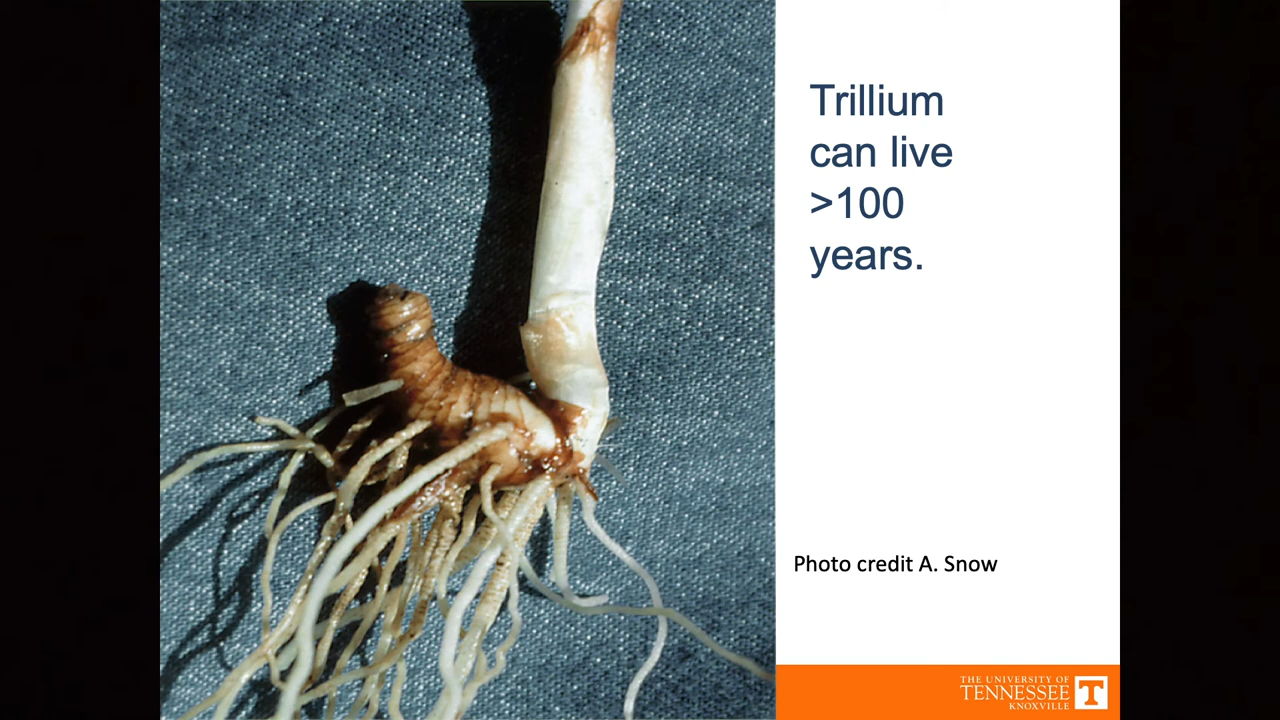 Trillium
can live
>100
years.
Photo credit A. Snow
THE UNIVERSITY OF
TENNESSEE
KNOXVILLE
T